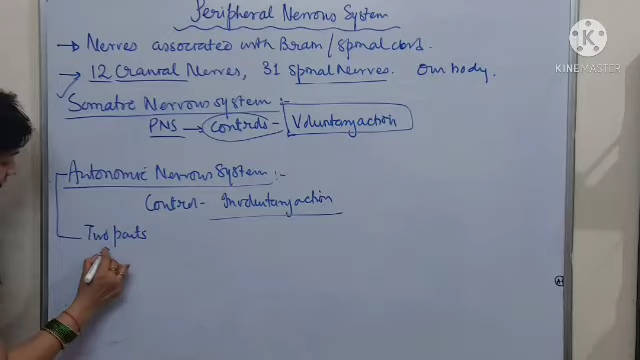 Peripheral Nervous System
→ Nerves associated with Brain/spinal cord.
→ 12 Cranial Nerves, 31 Spinal Nerves. Our body.
Somatic Nervous system :-
PNS → Controls - Voluntary action
Autonomic Nervous System :-
Control - Involuntary action
Two parts
K
KINEMASTER